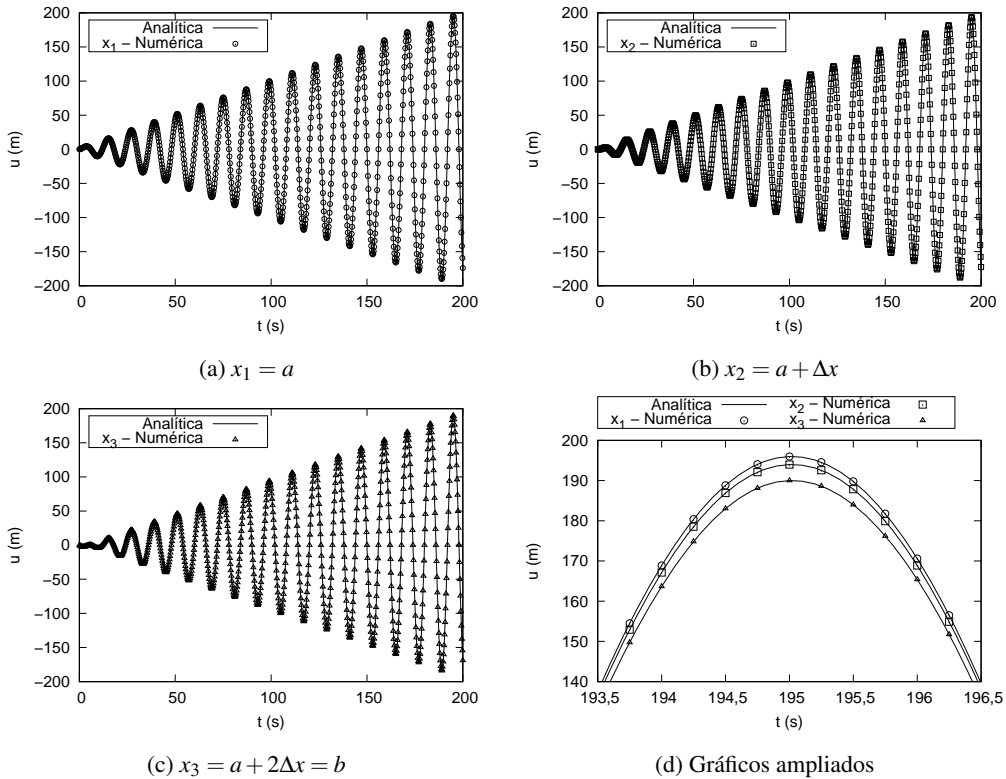 Analítica
x₁ − Numérica
u (m)
200
150
100
50
0
−50
−100
−150
−200
0 50 100 150 200
t (s)
(a) x₁ = a
Analítica
x₂ − Numérica
u (m)
200
150
100
50
0
−50
−100
−150
−200
0 50 100 150 200
t (s)
(b) x₂ = a + Δx
Analítica
x₃ − Numérica
u (m)
200
150
100
50
0
−50
−100
−150
−200
0 50 100 150 200
t (s)
(c) x₃ = a + 2Δx = b
Analítica x₂ − Numérica
x₁ − Numérica x₃ − Numérica
u (m)
200
190
180
170
160
150
140
193,5 194 194,5 195 195,5 196 196,5
t (s)
(d) Gráficos ampliados